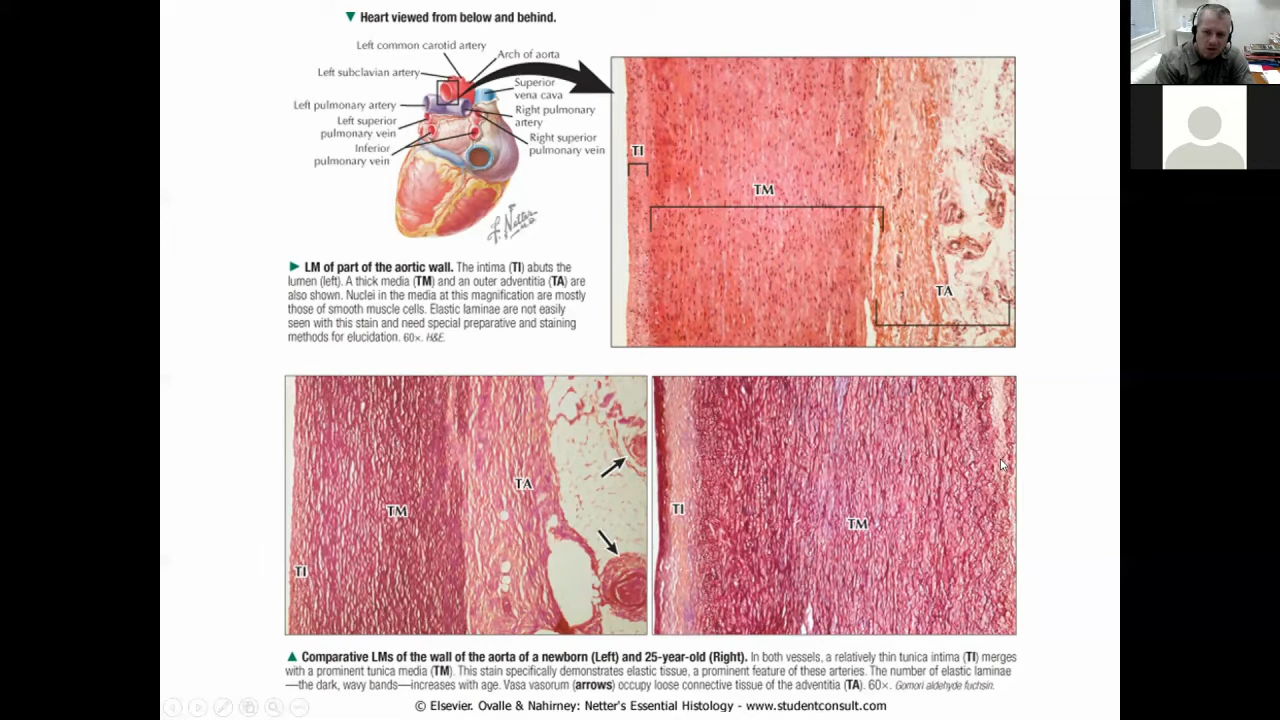 ▼ Heart viewed from below and behind.
Left common carotid artery
Arch of aorta
Left subclavian artery
Superior
vena cava
Left pulmonary artery
Right pulmonary
artery
Left superior
pulmonary vein
Right superior
pulmonary vein
Inferior
pulmonary vein
F. Netter
M.D.
TI
TM
TA
► LM of part of the aortic wall. The intima (TI) abuts the
lumen (left). A thick media (TM) and an outer adventitia (TA) are
also shown. Nuclei in the media at this magnification are mostly
those of smooth muscle cells. Elastic laminae are not easily
seen with this stain and need special preparative and staining
methods for elucidation. 60×. H&E.
TI
TM
TA
TI
TM
▲ Comparative LMs of the wall of the aorta of a newborn (Left) and 25-year-old (Right). In both vessels, a relatively thin tunica intima (TI) merges
with a prominent tunica media (TM). This stain specifically demonstrates elastic tissue, a prominent feature of these arteries. The number of elastic laminae
—the dark, wavy bands—increases with age. Vasa vasorum (arrows) occupy loose connective tissue of the adventitia (TA). 60×. Gomori aldehyde fuchsin.
© Elsevier. Ovalle & Nahirney: Netter's Essential Histology - www.studentconsult.com